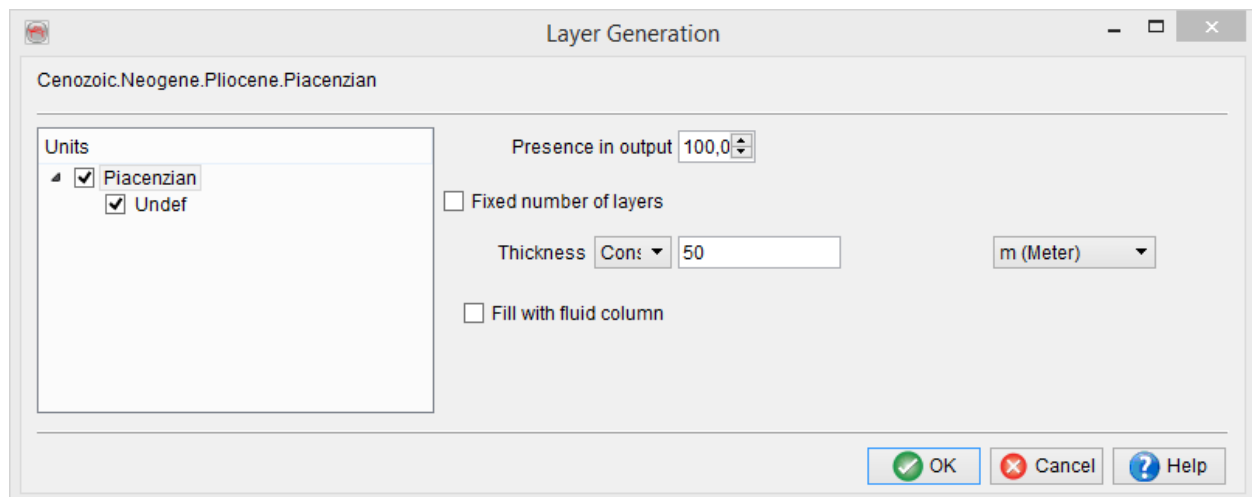 Layer Generation
Cenozoic.Neogene.Pliocene.Piacenzian
Units
Piacenzian
Undef
Presence in output 100,0
Fixed number of layers
Thickness Cons 50 m (Meter)
Fill with fluid column
OK Cancel Help